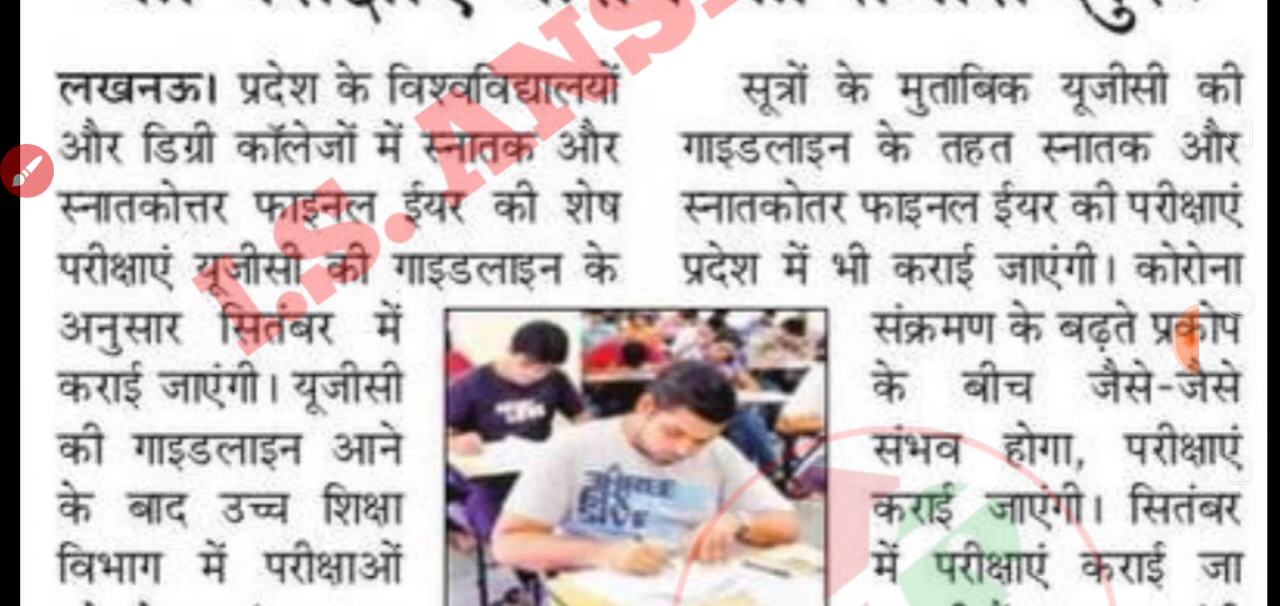 लखनऊ। प्रदेश के विश्वविद्यालयों
और डिग्री कॉलेजों में स्नातक और
स्नातकोत्तर फाइनल ईयर की शेष
परीक्षाएं यूजीसी की गाइडलाइन के
अनुसार सितंबर में
कराई जाएंगी। यूजीसी
की गाइडलाइन आने
के बाद उच्च शिक्षा
विभाग में परीक्षाओं
सूत्रों के मुताबिक यूजीसी की
गाइडलाइन के तहत स्नातक और
स्नातकोतर फाइनल ईयर की परीक्षाएं
प्रदेश में भी कराई जाएंगी। कोरोना
संक्रमण के बढ़ते प्रकोप
के बीच जैसे-जैसे
संभव होगा, परीक्षाएं
कराई जाएंगी। सितंबर
में परीक्षाएं कराई जा
I.S. ANS